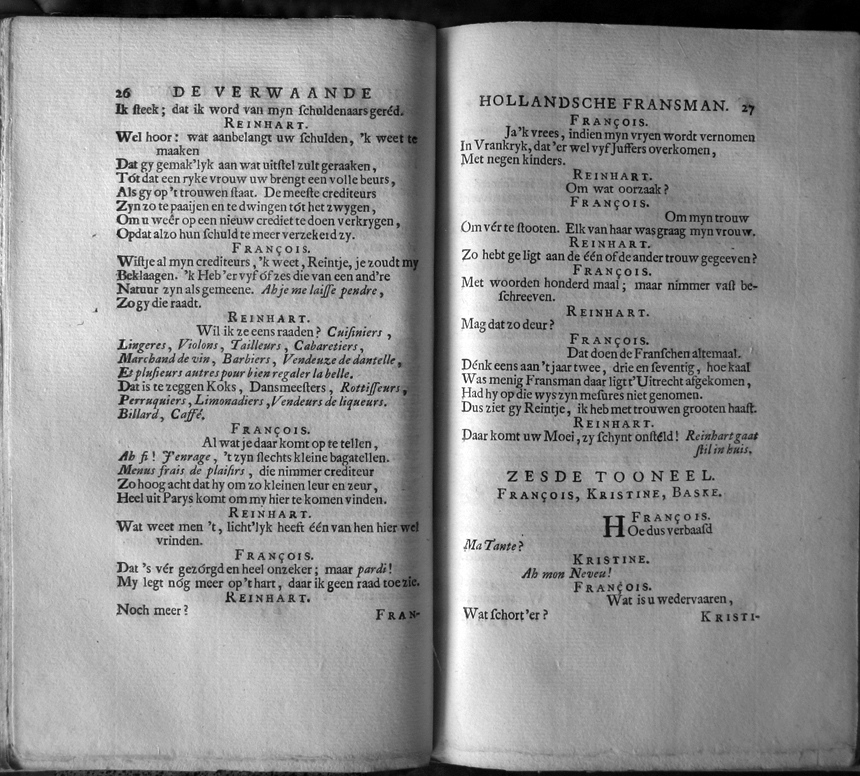 26 DE VERWAANDE
Ik ſteek; dat ik word van myn ſchuldenaars geréd.
REINHART.
Wel hoor: wat aanbelangt uw ſchulden, 'k weet te
maaken
Dat gy gemak'lyk aan wat uitſtel zult geraaken,
Tót dat een ryke vrouw uw brengt een volle beurs,
Als gy op 't trouwen ſtaat. De meeſte crediteurs
Zyn zo te paaijen en te dwingen tót het zwygen,
Om u weêr op een nieuw crediet te doen verkrygen,
Opdat alzo hun ſchuld te meer verzekerd zy.
FRANÇOIS.
Wiſtje al myn crediteurs, 'k weet, Reintje, je zoudt my
Beklaagen. 'k Heb 'er vyf óf zes die van een and're
Natuur zyn als gemeene. Ah je me laiſſe pendre,
Zo gy die raadt.
REINHART.
Wil ik ze eens raaden? Cuiſiniers,
Lingeres, Violons, Tailleurs, Cabaretiers,
Marchand de vin, Barbiers, Vendeuze de dantelle,
Et pluſieurs autres pour bien regaler la belle.
Dat is te zeggen Koks, Dansmeeſters, Rottiſſeurs,
Perruquiers, Limonadiers, Vendeurs de liqueurs.
Billard, Caffé.
FRANÇOIS.
Al wat je daar komt op te tellen,
Ah fi! J'enrage, 't zyn ſlechts kleine bagatellen.
Menus frais de plaiſirs, die nimmer crediteur
Zo hoog acht dat hy om zo kleinen leur en zeur,
Heel uit Parys komt om my hier te komen vinden.
REINHART.
Wat weet men 't, licht'lyk heeft één van hen hier wel
vrinden.
FRANÇOIS.
Dat 's vér gezórgd en heel onzeker; maar pardi!
My legt nóg meer op 't hart, daar ik geen raad toe zie.
REINHART.
Noch meer?
FRAN-
HOLLANDSCHE FRANSMAN. 27
FRANÇOIS.
Ja 'k vrees, indien myn vryen wordt vernomen
In Vrankryk, dat 'er wel vyf Juffers overkomen,
Met negen kinders.
REINHART.
Om wat oorzaak?
FRANÇOIS.
Om myn trouw
Om vér te ſtooten. Elk van haar was graag myn vrouw.
REINHART.
Zo hebt ge ligt aan de één of de ander trouw gegeeven?
FRANÇOIS.
Met woorden honderd maal; maar nimmer vaſt be-
ſchreeven.
REINHART.
Mag dat zo deur?
FRANÇOIS.
Dat doen de Franſchen altemaal.
Dénk eens aan 't jaar twee, drie en ſeventig, hoe kaal
Was menig Fransman daar ligt t'Uitrecht afgekomen,
Had hy op die wys zyn meſures niet genomen.
Dus ziet gy Reintje, ik heb met trouwen grooten haaſt.
REINHART.
Daar komt uw Moei, zy ſchynt onſtéld! Reinhart gaat
ſtil in huis.
ZESDE TOONEEL.
FRANÇOIS, KRISTINE, BASKE.
FRANÇOIS.
Hoe dus verbaaſd
Ma Tante?
KRISTINE.
Ah mon Neveu!
FRANÇOIS.
Wat is u wedervaaren,
Wat ſchort 'er?
KRISTI-